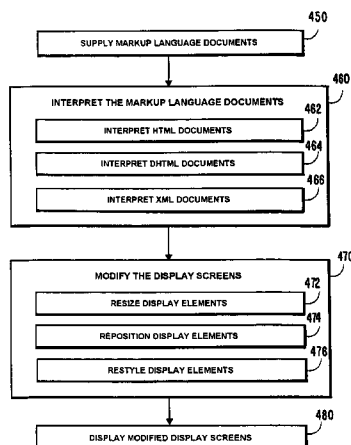 450
SUPPLY MARKUP LANGUAGE DOCUMENTS
460
INTERPRET THE MARKUP LANGUAGE DOCUMENTS
462
INTERPRET HTML DOCUMENTS
464
INTERPRET DHTML DOCUMENTS
466
INTERPRET XML DOCUMENTS
470
MODIFY THE DISPLAY SCREENS
472
RESIZE DISPLAY ELEMENTS
474
REPOSITION DISPLAY ELEMENTS
476
RESTYLE DISPLAY ELEMENTS
480
DISPLAY MODIFIED DISPLAY SCREENS